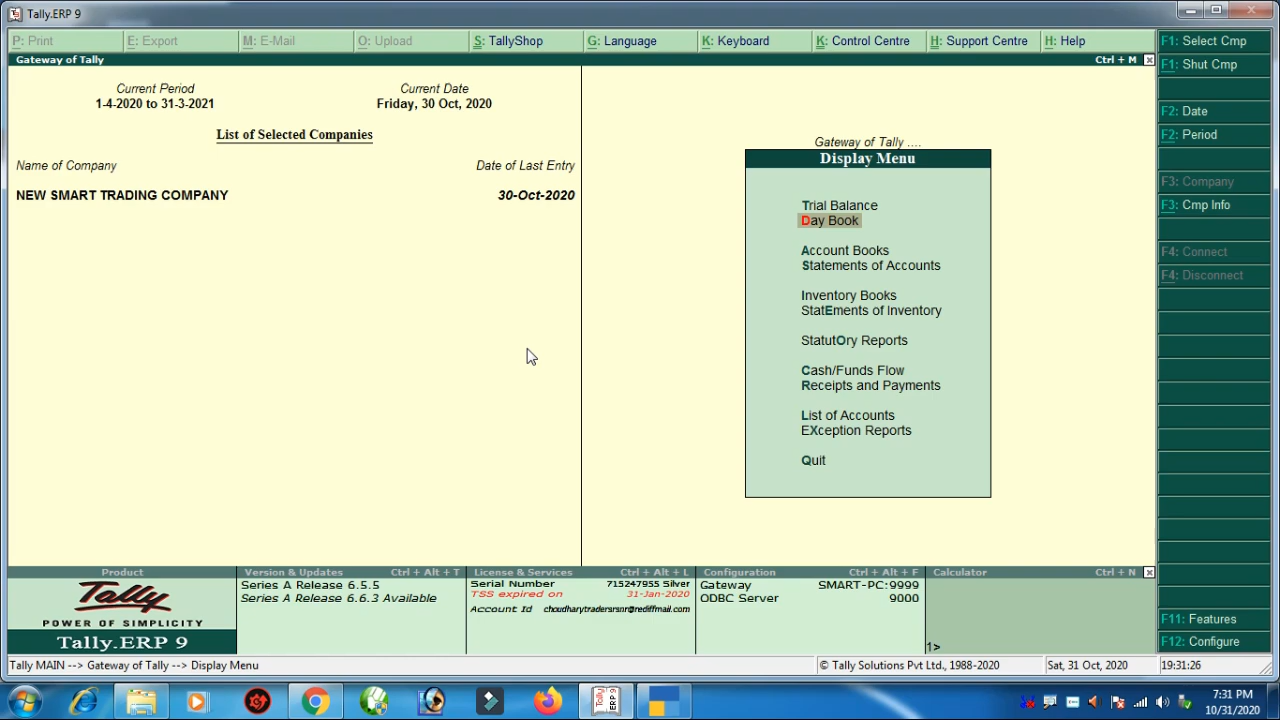 Tally.ERP 9
P: Print
E: Export
M: E-Mail
O: Upload
S: TallyShop
G: Language
K: Keyboard
K: Control Centre
H: Support Centre
H: Help
Gateway of Tally
Ctrl + M
Current Period
1-4-2020 to 31-3-2021
Current Date
Friday, 30 Oct, 2020
List of Selected Companies
Name of Company
Date of Last Entry
NEW SMART TRADING COMPANY
30-Oct-2020
Gateway of Tally ....
Display Menu
Trial Balance
Day Book
Account Books
Statements of Accounts
Inventory Books
StatEments of Inventory
StatutOry Reports
Cash/Funds Flow
Receipts and Payments
List of Accounts
EXception Reports
Quit
F1: Select Cmp
F1: Shut Cmp
F2: Date
F2: Period
F3: Company
F3: Cmp Info
F4: Connect
F4: Disconnect
F11: Features
F12: Configure
Product
Tally
POWER OF SIMPLICITY
Tally.ERP 9
Version & Updates
Ctrl + Alt + T
Series A Release 6.5.5
Series A Release 6.6.3 Available
License & Services
Ctrl + Alt + L
Serial Number
715247955 Silver
TSS expired on
31-Jan-2020
Account Id
choudharytradersrsnr@rediffmail.com
Configuration
Ctrl + Alt + F
Gateway
SMART-PC:9999
ODBC Server
9000
Calculator
Ctrl + N
1>
Tally MAIN --> Gateway of Tally --> Display Menu
© Tally Solutions Pvt Ltd., 1988-2020
Sat, 31 Oct, 2020
19:31:26
Tally
ERP 9
7:31 PM
10/31/2020